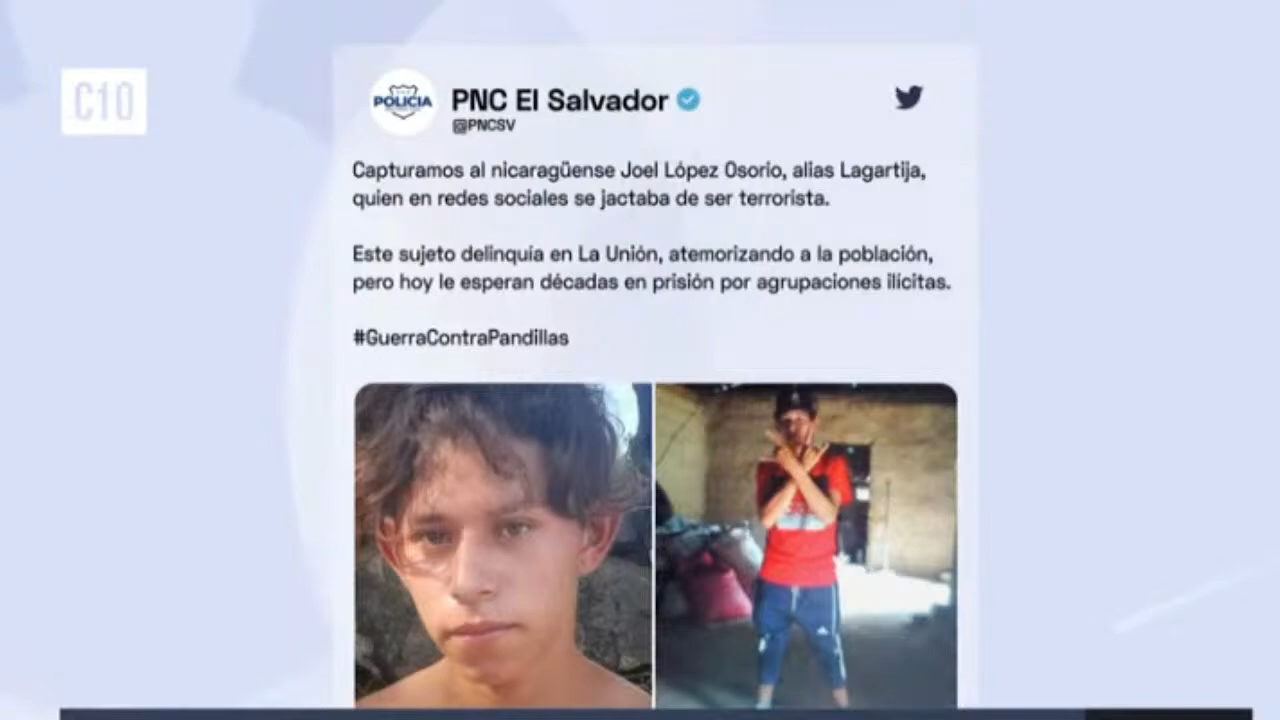 C10
POLICIA
PNC El Salvador
@PNCSV
Capturamos al nicaragüense Joel López Osorio, alias Lagartija,
quien en redes sociales se jactaba de ser terrorista.
Este sujeto delinquía en La Unión, atemorizando a la población,
pero hoy le esperan décadas en prisión por agrupaciones ilícitas.
#GuerraContraPandillas